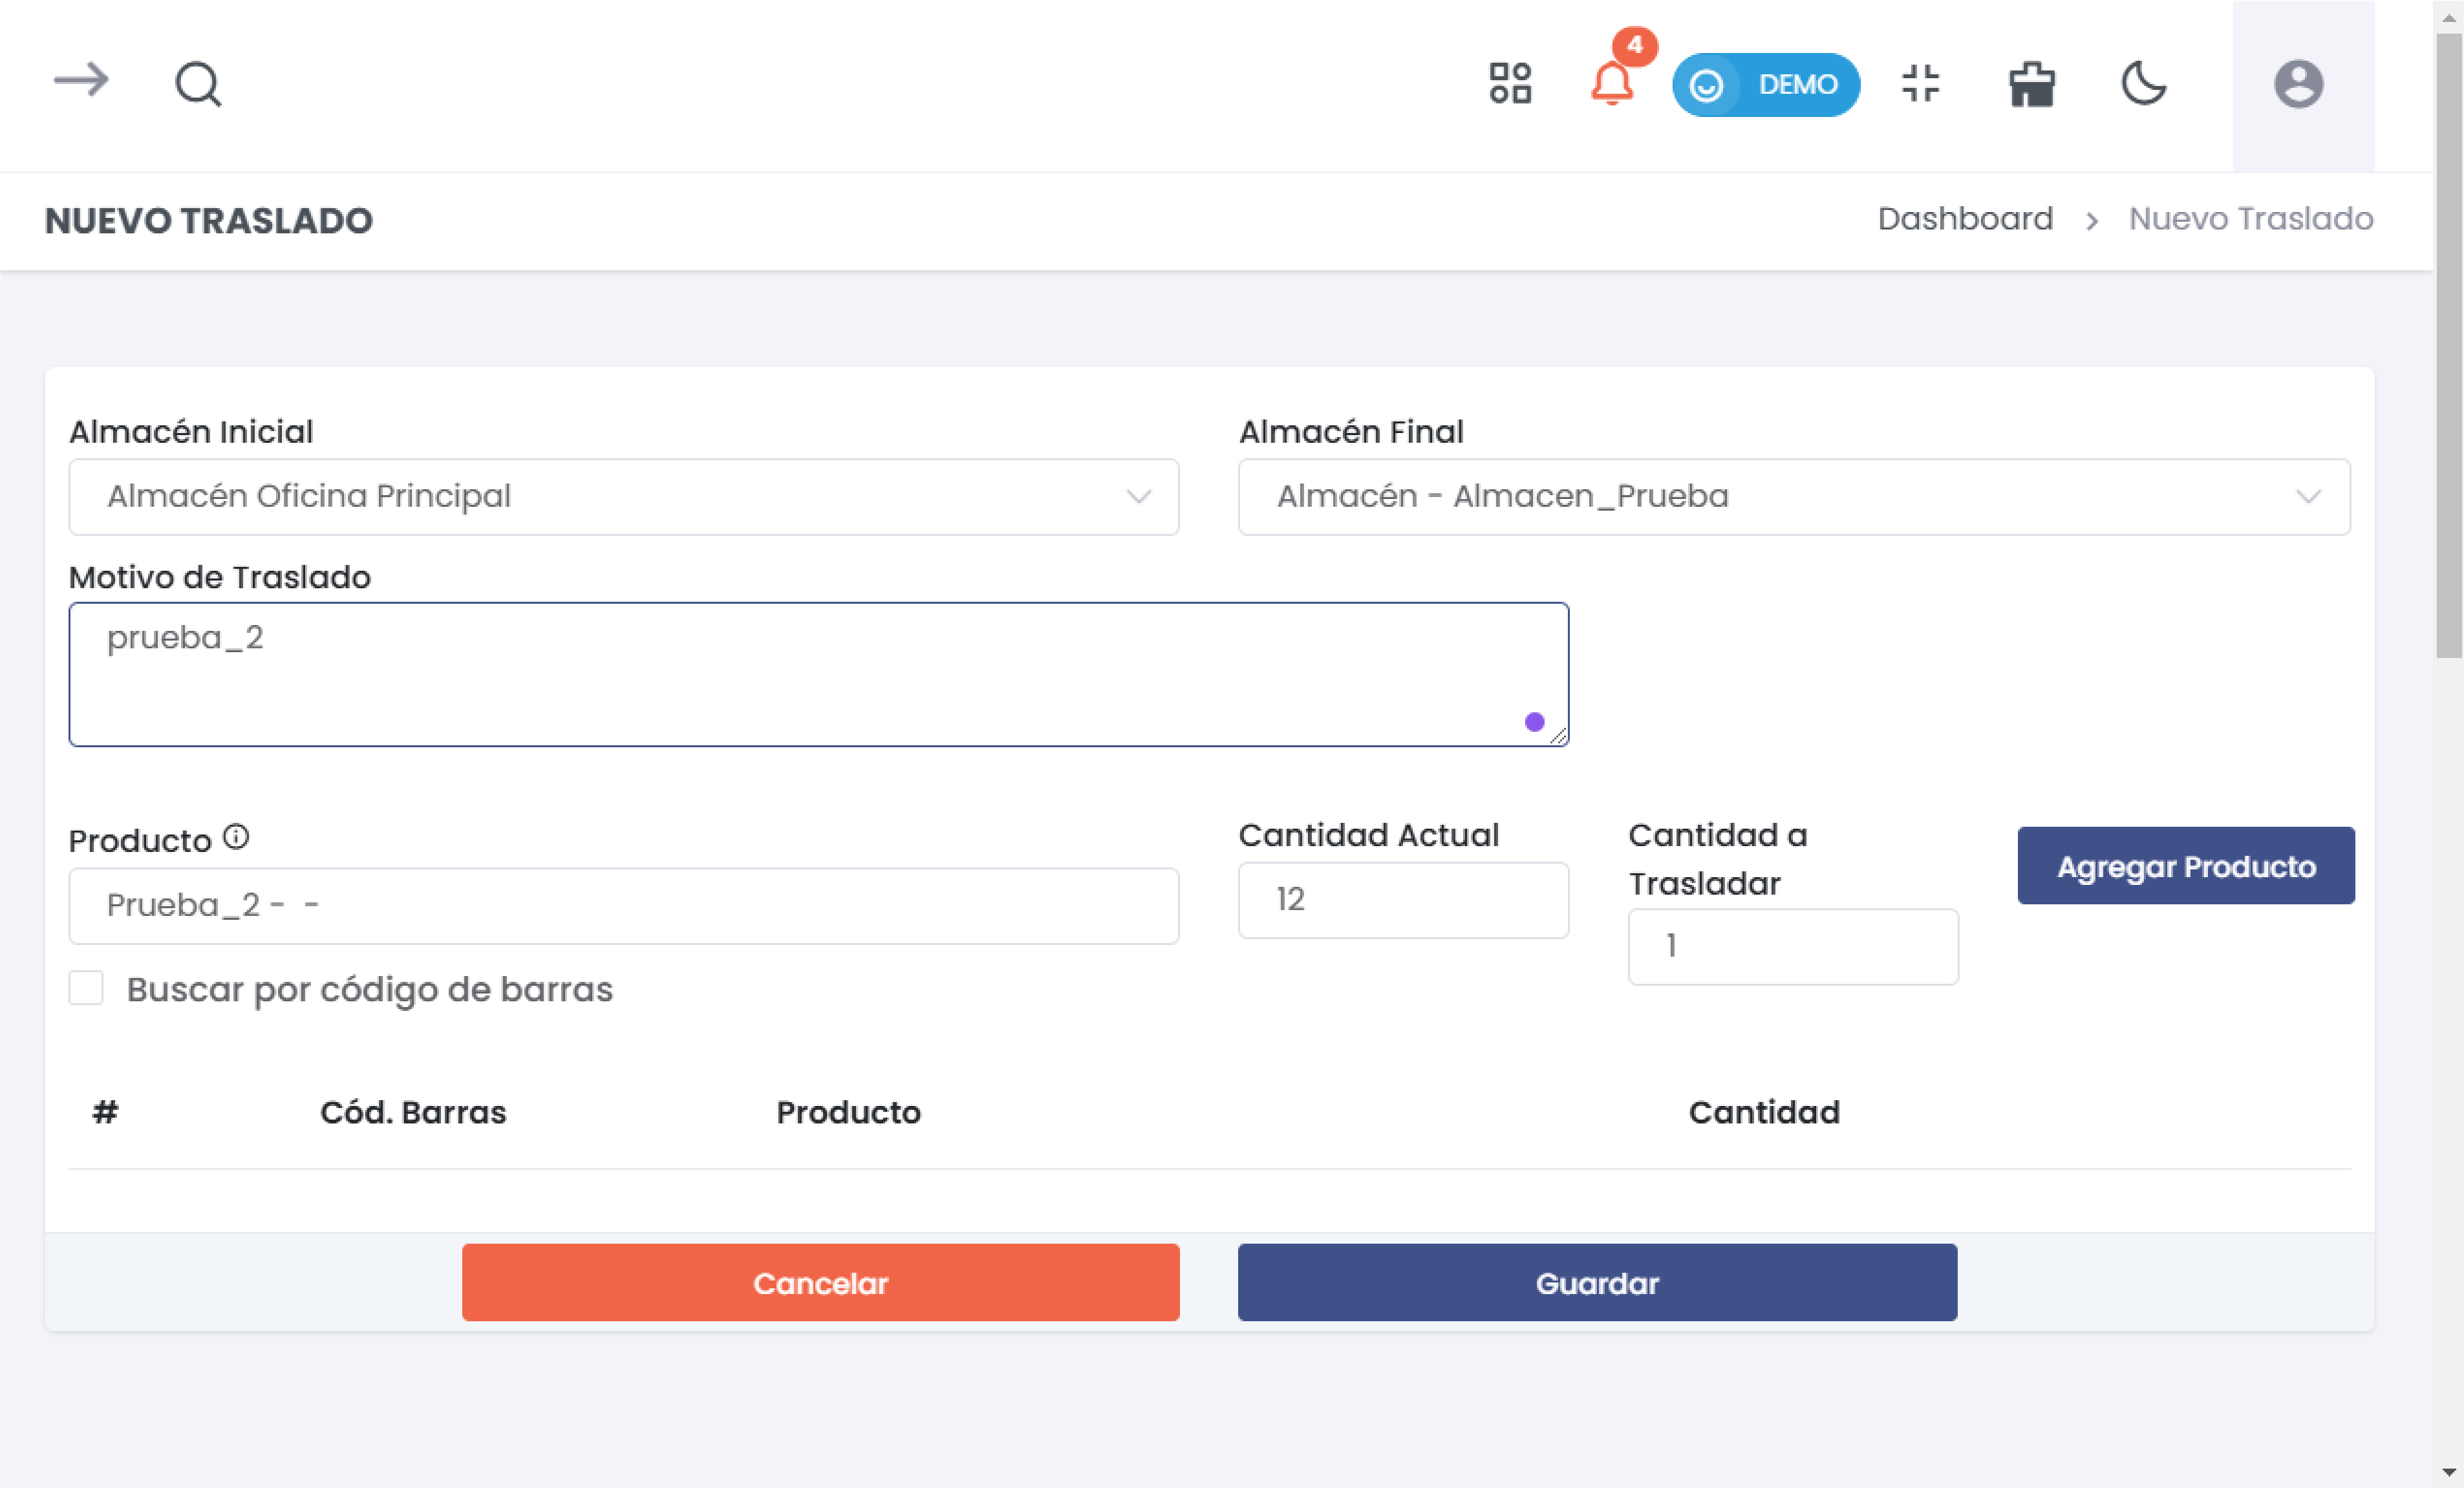 4
DEMO
NUEVO TRASLADO
Dashboard > Nuevo Traslado
Almacén Inicial
Almacén Final
Almacén Oficina Principal
Almacén - Almacen_Prueba
Motivo de Traslado
prueba_2
Producto
Cantidad Actual
Cantidad a
Trasladar
Agregar Producto
Prueba_2 - -
12
1
Buscar por código de barras
# Cód. Barras Producto Cantidad
Cancelar
Guardar